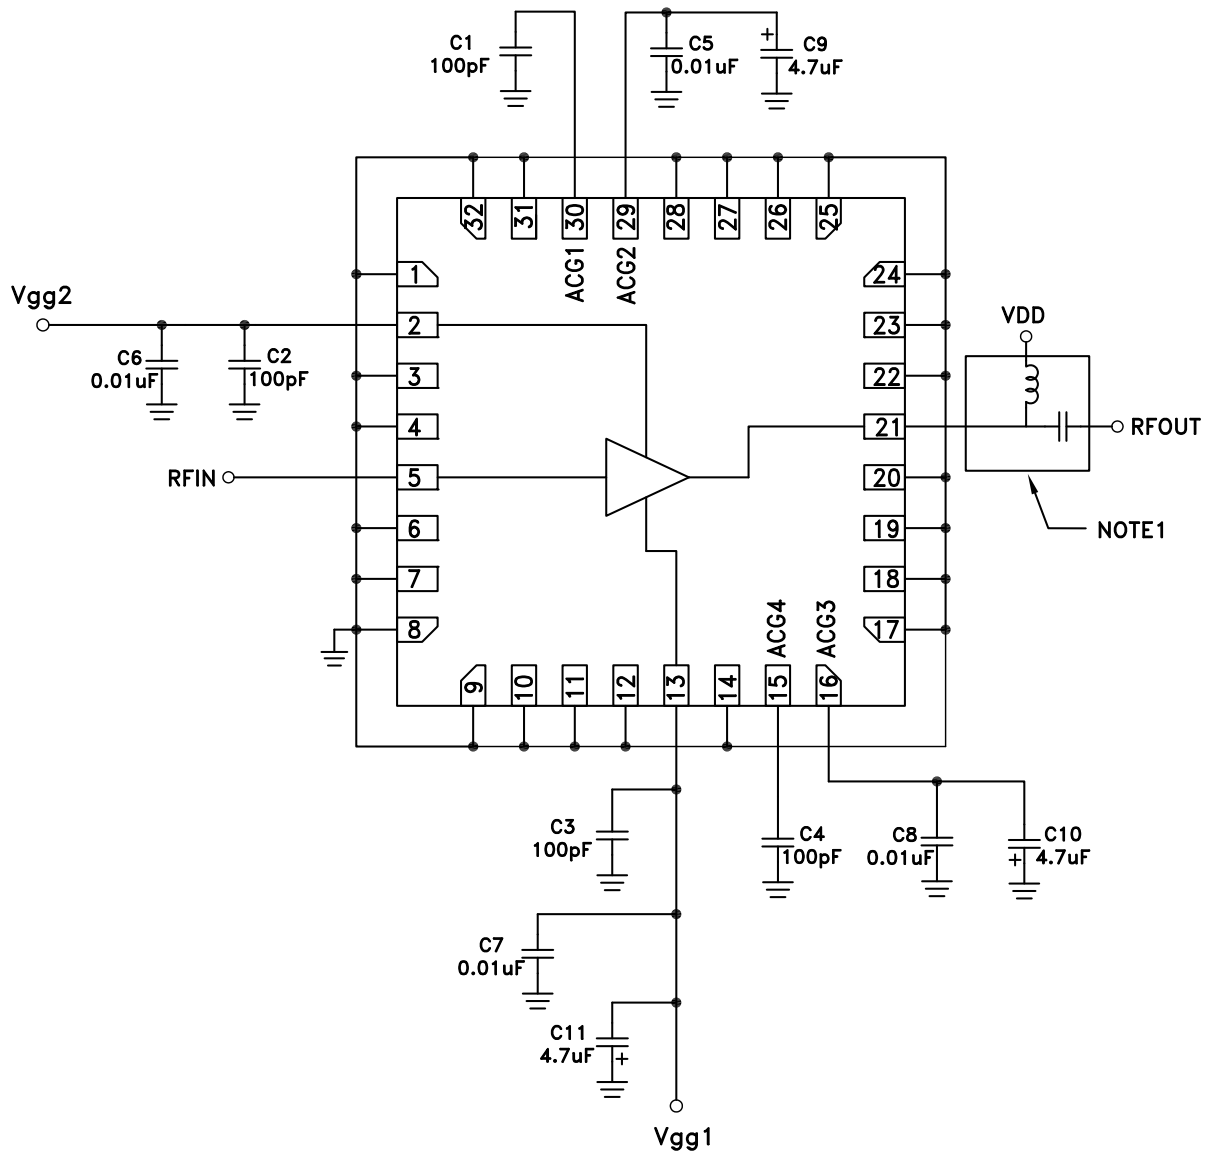 C1
100pF
C5
0.01uF
+
C9
4.7uF
32
31
30
29
28
27
26
25
ACG1
ACG2
1
24
Vgg2
2
23
VDD
C6
0.01uF
C2
100pF
3
22
4
21
RFOUT
RFIN
5
20
6
19
NOTE1
7
18
8
17
ACG4
ACG3
9
10
11
12
13
14
15
16
C3
100pF
C4
100pF
C8
0.01uF
C10
+
4.7uF
C7
0.01uF
C11
4.7uF
+
Vgg1